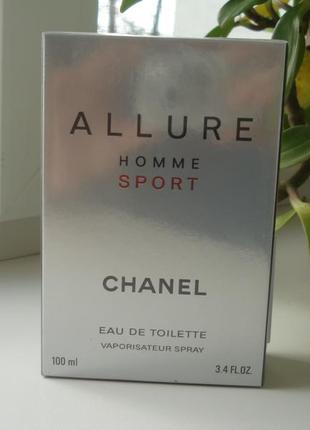 ALLURE
HOMME
SPORT
CHANEL
EAU DE TOILETTE
VAPORISATEUR SPRAY
100 ml 3.4 FL.OZ.